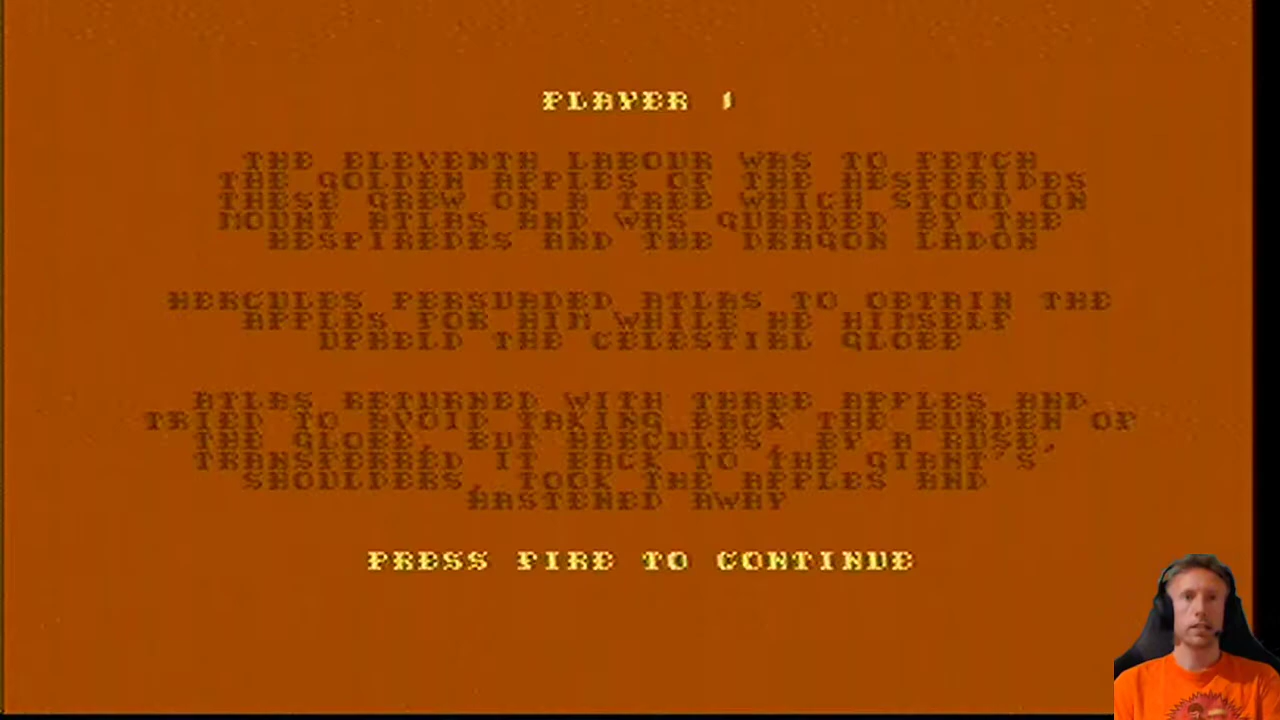 PLAYER 1
THE ELEVENTH LABOUR WAS TO FETCH
THE GOLDEN APPLES OF THE HESPERIDES
THESE GREW ON A TREE WHICH STOOD ON
MOUNT ATLAS AND WAS GUARDED BY THE
HESPIREDES AND THE DRAGON LADON
HERCULES PERSUADED ATLAS TO OBTAIN THE
APPLES FOR HIM WHILE HE HIMSELF
UPHELD THE CELESTIAL GLOBE
ATLAS RETURNED WITH THREE APPLES AND
TRIED TO AVOID TAKING BACK THE BURDEN OF
THE GLOBE, BUT HERCULES, BY A RUSE,
TRANSFERRED IT BACK TO THE GIANT'S'
SHOULDERS, TOOK THE APPLES AND
HASTENED AWAY
PRESS FIRE TO CONTINUE